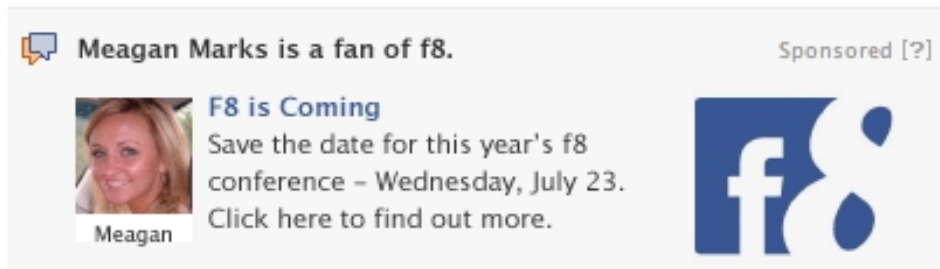 Meagan Marks is a fan of f8.
Sponsored [?]
F8 is Coming
Save the date for this year's f8
conference – Wednesday, July 23.
Click here to find out more.
Meagan
f8